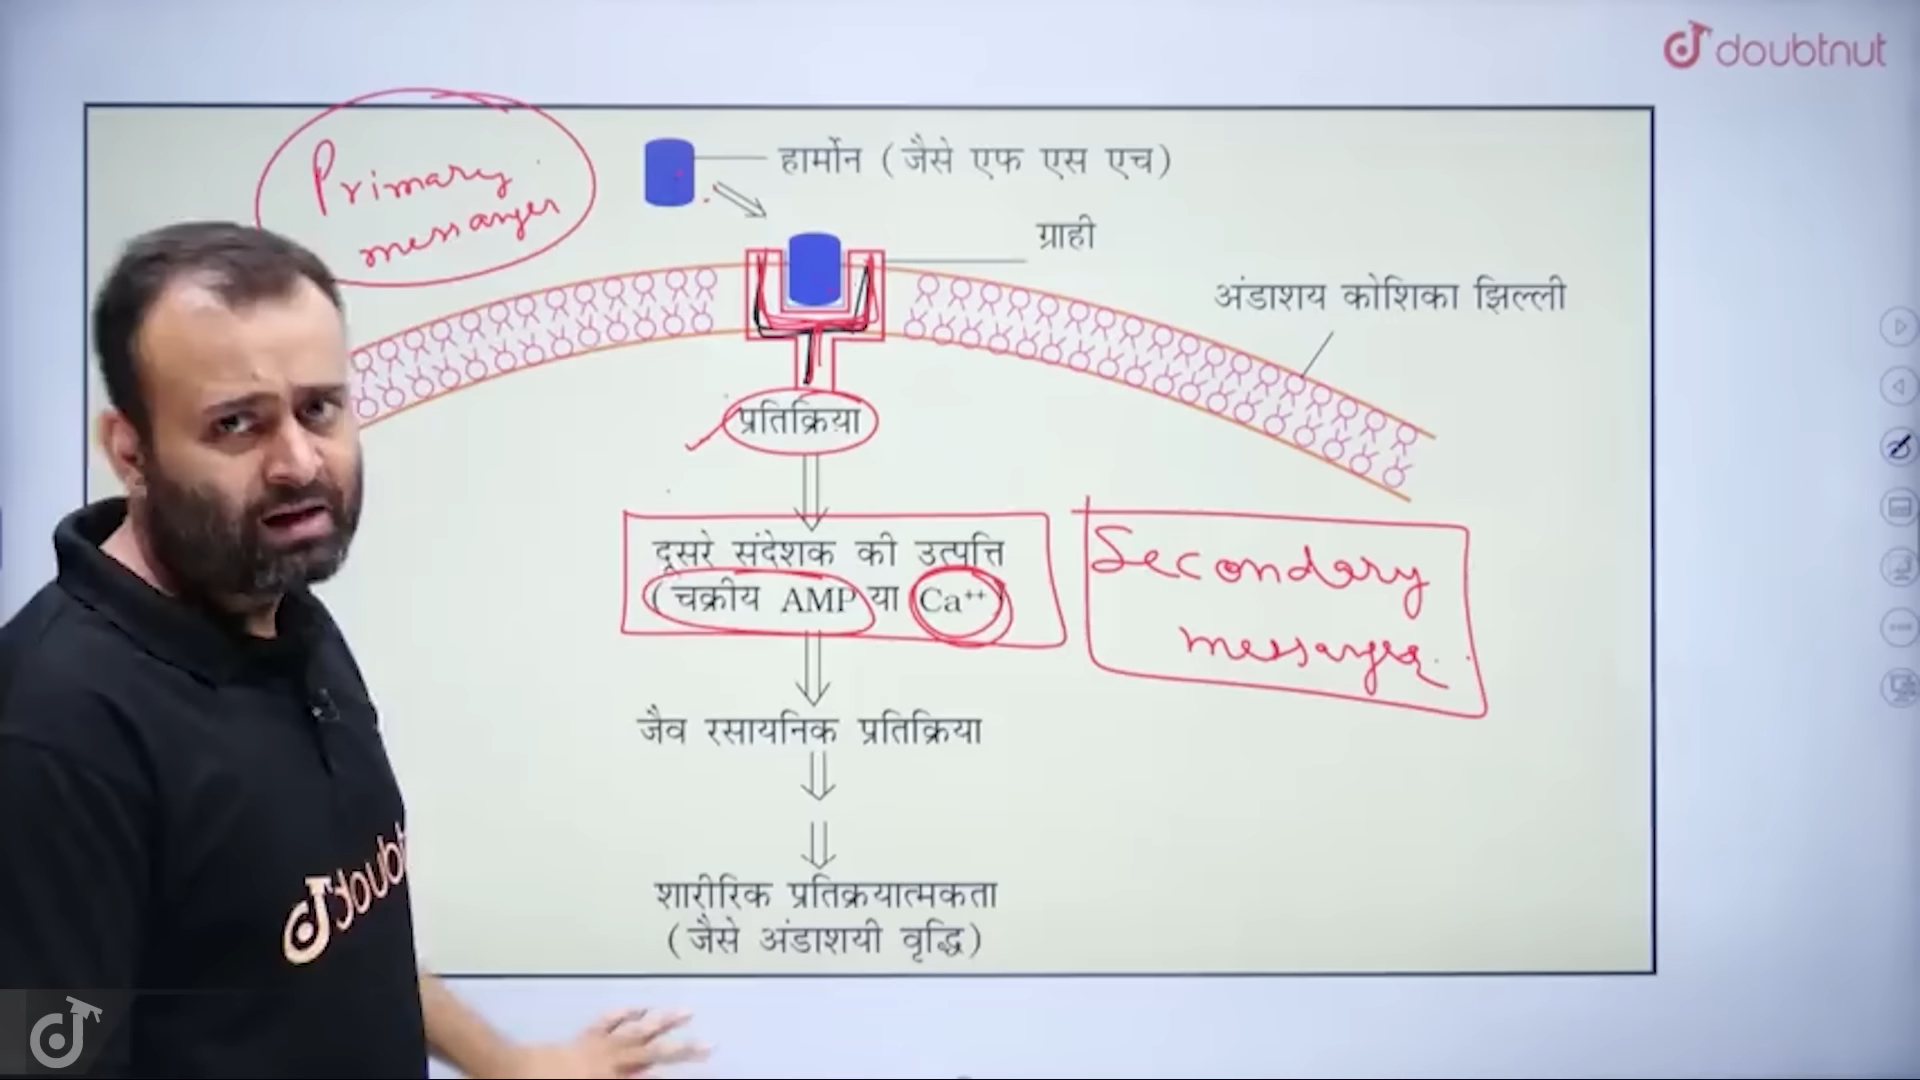 doubtnut
Primary
messanger
हार्मोन (जैसे एफ एस एच)
ग्राही
अंडाशय कोशिका झिल्ली
प्रतिक्रिया
दूसरे संदेशक की उत्पत्ति
(चक्रीय AMP या Ca⁺⁺)
Secondary
messanger
जैव रसायनिक प्रतिक्रिया
शारीरिक प्रतिक्रयात्मकता
(जैसे अंडाशयी वृद्धि)
doubt